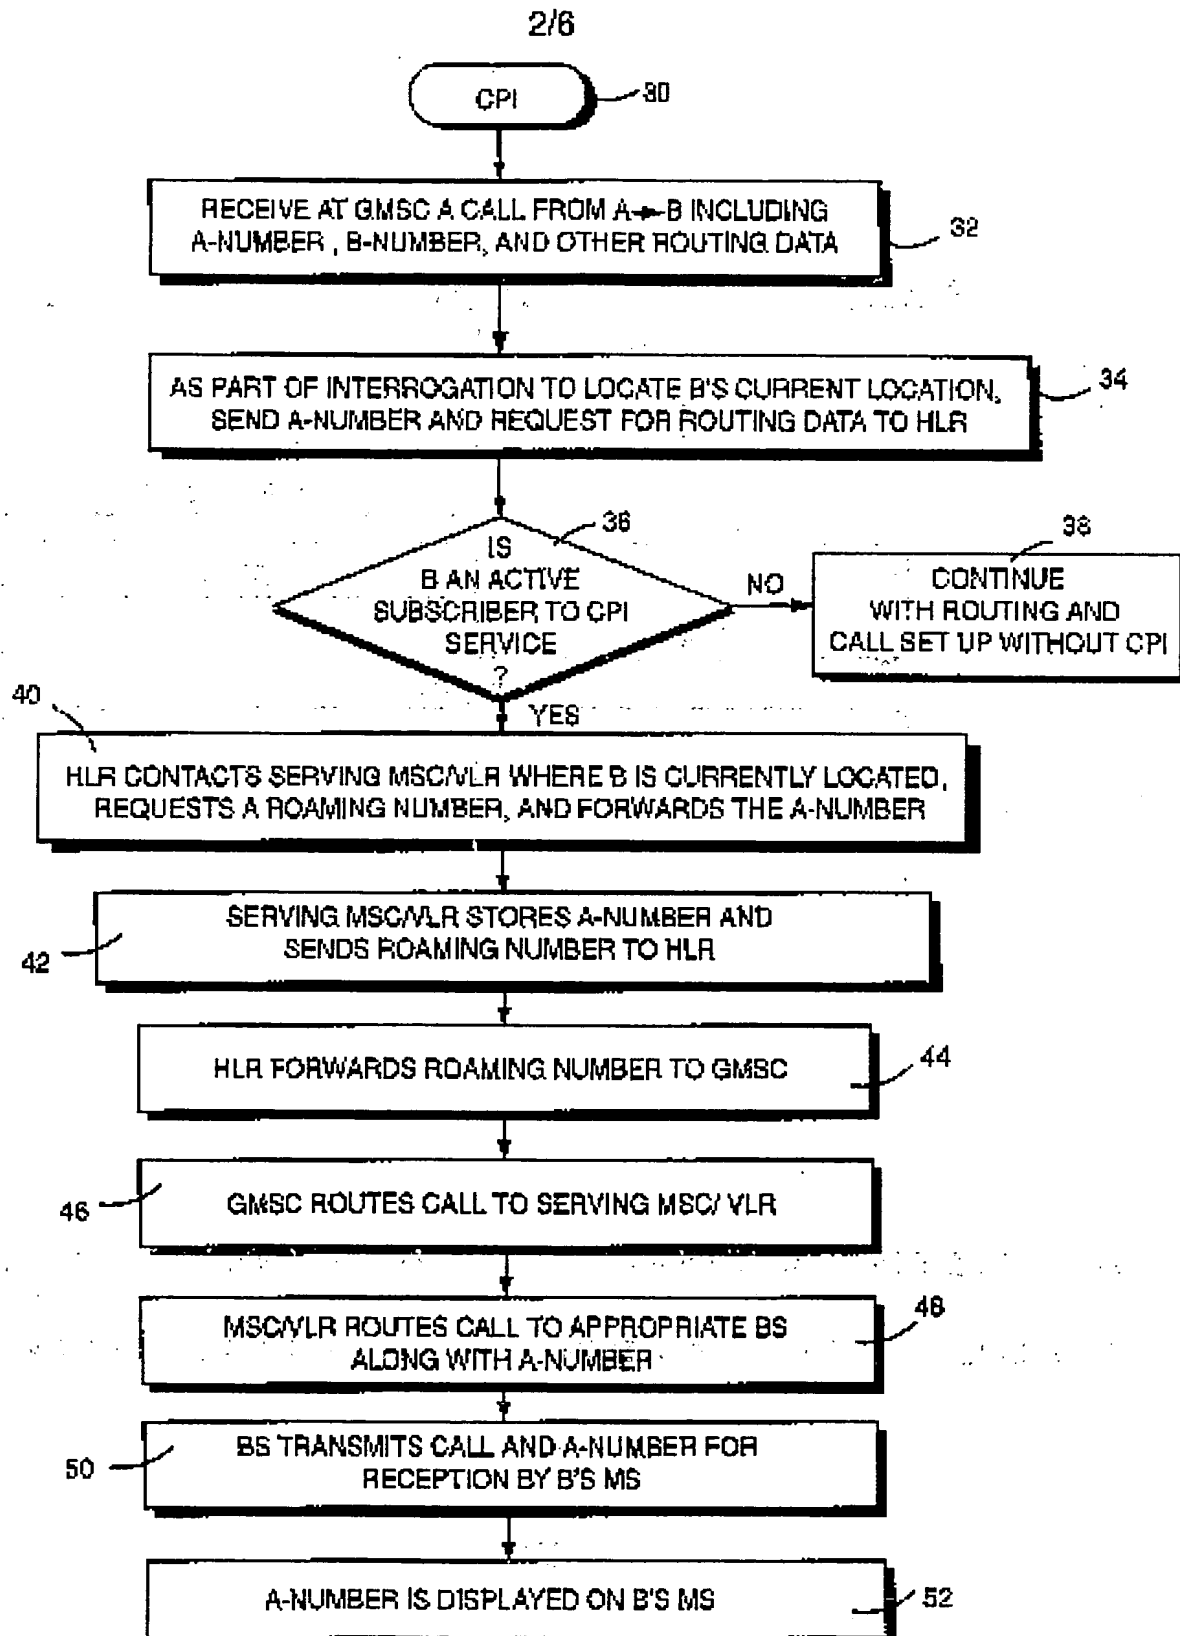 2/6
CPI
30
RECEIVE AT GMSC A CALL FROM A→B INCLUDING
A-NUMBER , B-NUMBER, AND OTHER ROUTING DATA
32
AS PART OF INTERROGATION TO LOCATE B'S CURRENT LOCATION,
SEND A-NUMBER AND REQUEST FOR ROUTING DATA TO HLR
34
36
IS
B AN ACTIVE
SUBSCRIBER TO CPI
SERVICE
?
NO
38
CONTINUE
WITH ROUTING AND
CALL SET UP WITHOUT CPI
YES
40
HLR CONTACTS SERVING MSC/VLR WHERE B IS CURRENTLY LOCATED,
REQUESTS A ROAMING NUMBER, AND FORWARDS THE A-NUMBER
SERVING MSC/VLR STORES A-NUMBER AND
SENDS ROAMING NUMBER TO HLR
42
HLR FORWARDS ROAMING NUMBER TO GMSC
44
GMSC ROUTES CALL TO SERVING MSC/ VLR
46
MSC/VLR ROUTES CALL TO APPROPRIATE BS
ALONG WITH A-NUMBER
48
BS TRANSMITS CALL AND A-NUMBER FOR
RECEPTION BY B'S MS
50
A-NUMBER IS DISPLAYED ON B'S MS
52